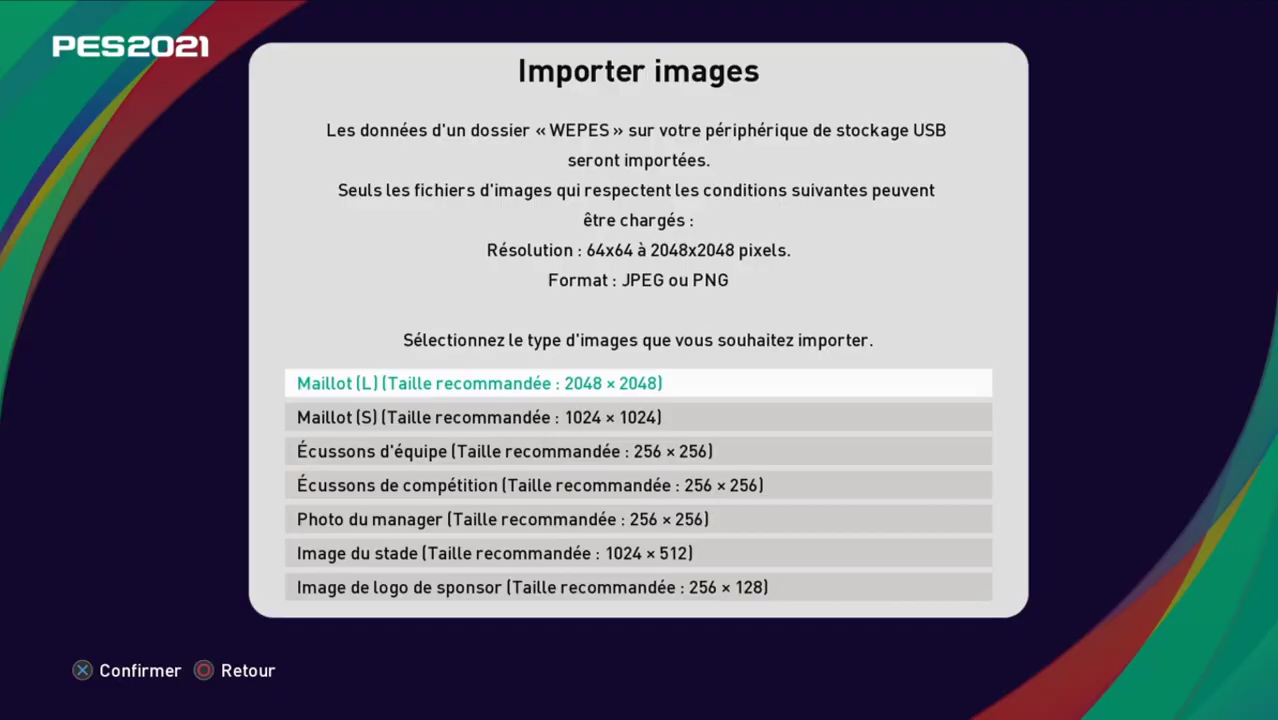 PES2021
Importer images
Les données d'un dossier « WEPES » sur votre périphérique de stockage USB
seront importées.
Seuls les fichiers d'images qui respectent les conditions suivantes peuvent
être chargés :
Résolution : 64x64 à 2048x2048 pixels.
Format : JPEG ou PNG
Sélectionnez le type d'images que vous souhaitez importer.
Maillot (L) (Taille recommandée : 2048 × 2048)
Maillot (S) (Taille recommandée : 1024 × 1024)
Écussons d'équipe (Taille recommandée : 256 × 256)
Écussons de compétition (Taille recommandée : 256 × 256)
Photo du manager (Taille recommandée : 256 × 256)
Image du stade (Taille recommandée : 1024 × 512)
Image de logo de sponsor (Taille recommandée : 256 × 128)
Confirmer Retour